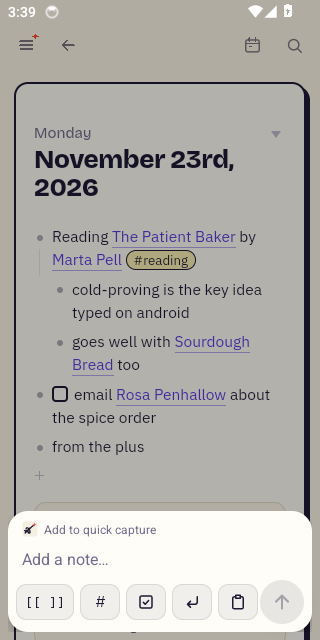 3:39
Monday
November 23rd,
2026
Reading The Patient Baker by
Marta Pell #reading
cold-proving is the key idea
typed on android
goes well with Sourdough
Bread too
email Rosa Penhallow about
the spice order
from the plus
+
Add to quick capture
Add a note...
[[ ]] #